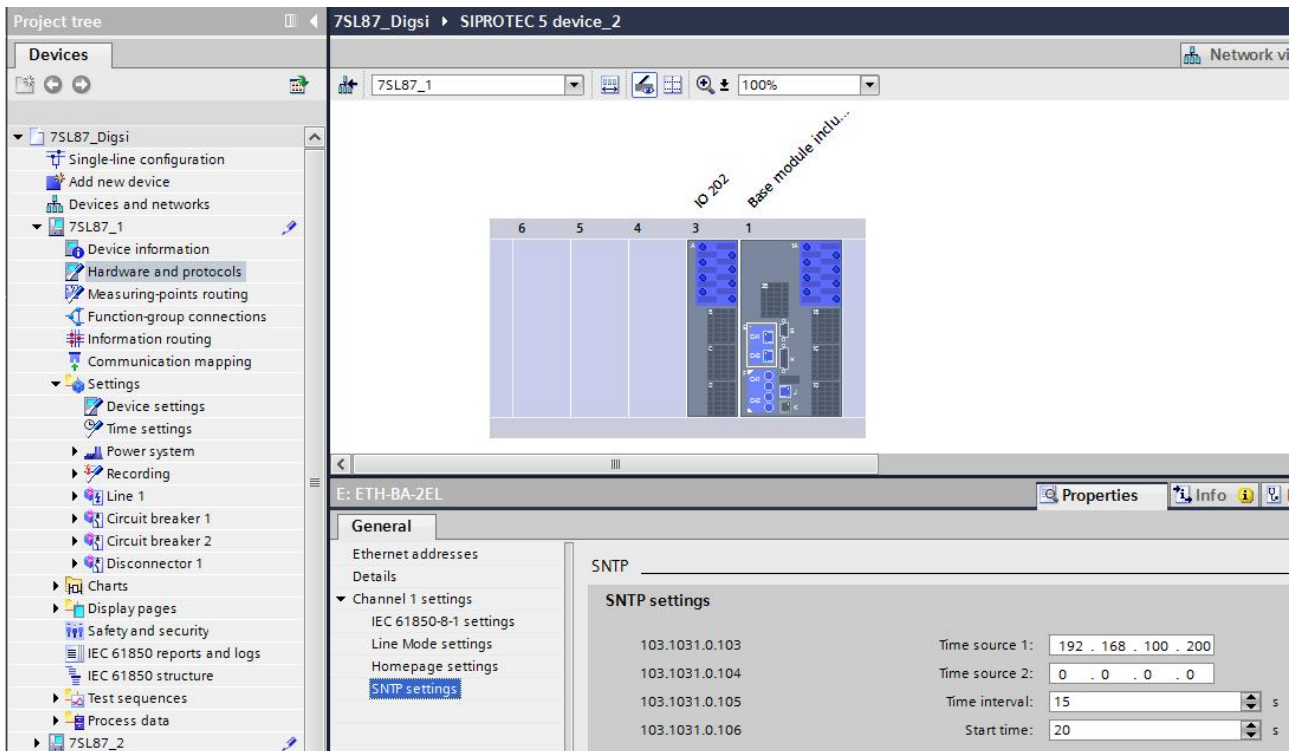 Project tree
7SL87_Digsi ▸ SIPROTEC 5 device_2
Devices
Network vi
7SL87_1
100%
7SL87_Digsi
Single-line configuration
Add new device
Devices and networks
7SL87_1
Device information
Hardware and protocols
Measuring-points routing
Function-group connections
Information routing
Communication mapping
Settings
Device settings
Time settings
Power system
Recording
Line 1
Circuit breaker 1
Circuit breaker 2
Disconnector 1
Charts
Display pages
Safety and security
IEC 61850 reports and logs
IEC 61850 structure
Test sequences
Process data
7SL87_2
IO 202
Base module inclu...
6 5 4 3 1
E: ETH-BA-2EL
Properties
Info
General
Ethernet addresses
Details
Channel 1 settings
IEC 61850-8-1 settings
Line Mode settings
Homepage settings
SNTP settings
SNTP
SNTP settings
103.1031.0.103 Time source 1: 192 . 168 . 100 . 200
103.1031.0.104 Time source 2: 0 . 0 . 0 . 0
103.1031.0.105 Time interval: 15 s
103.1031.0.106 Start time: 20 s